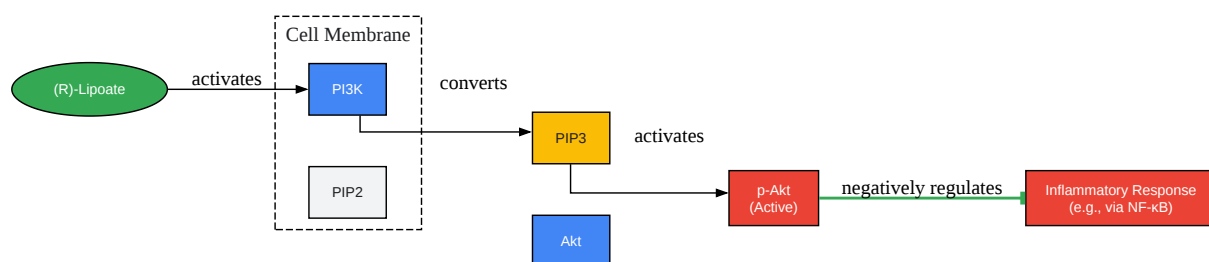 Cell Membrane
(R)-Lipoate
activates
PI3K
converts
PIP2
PIP3
activates
Akt
p-Akt
(Active)
negatively regulates
Inflammatory Response
(e.g., via NF-κB)